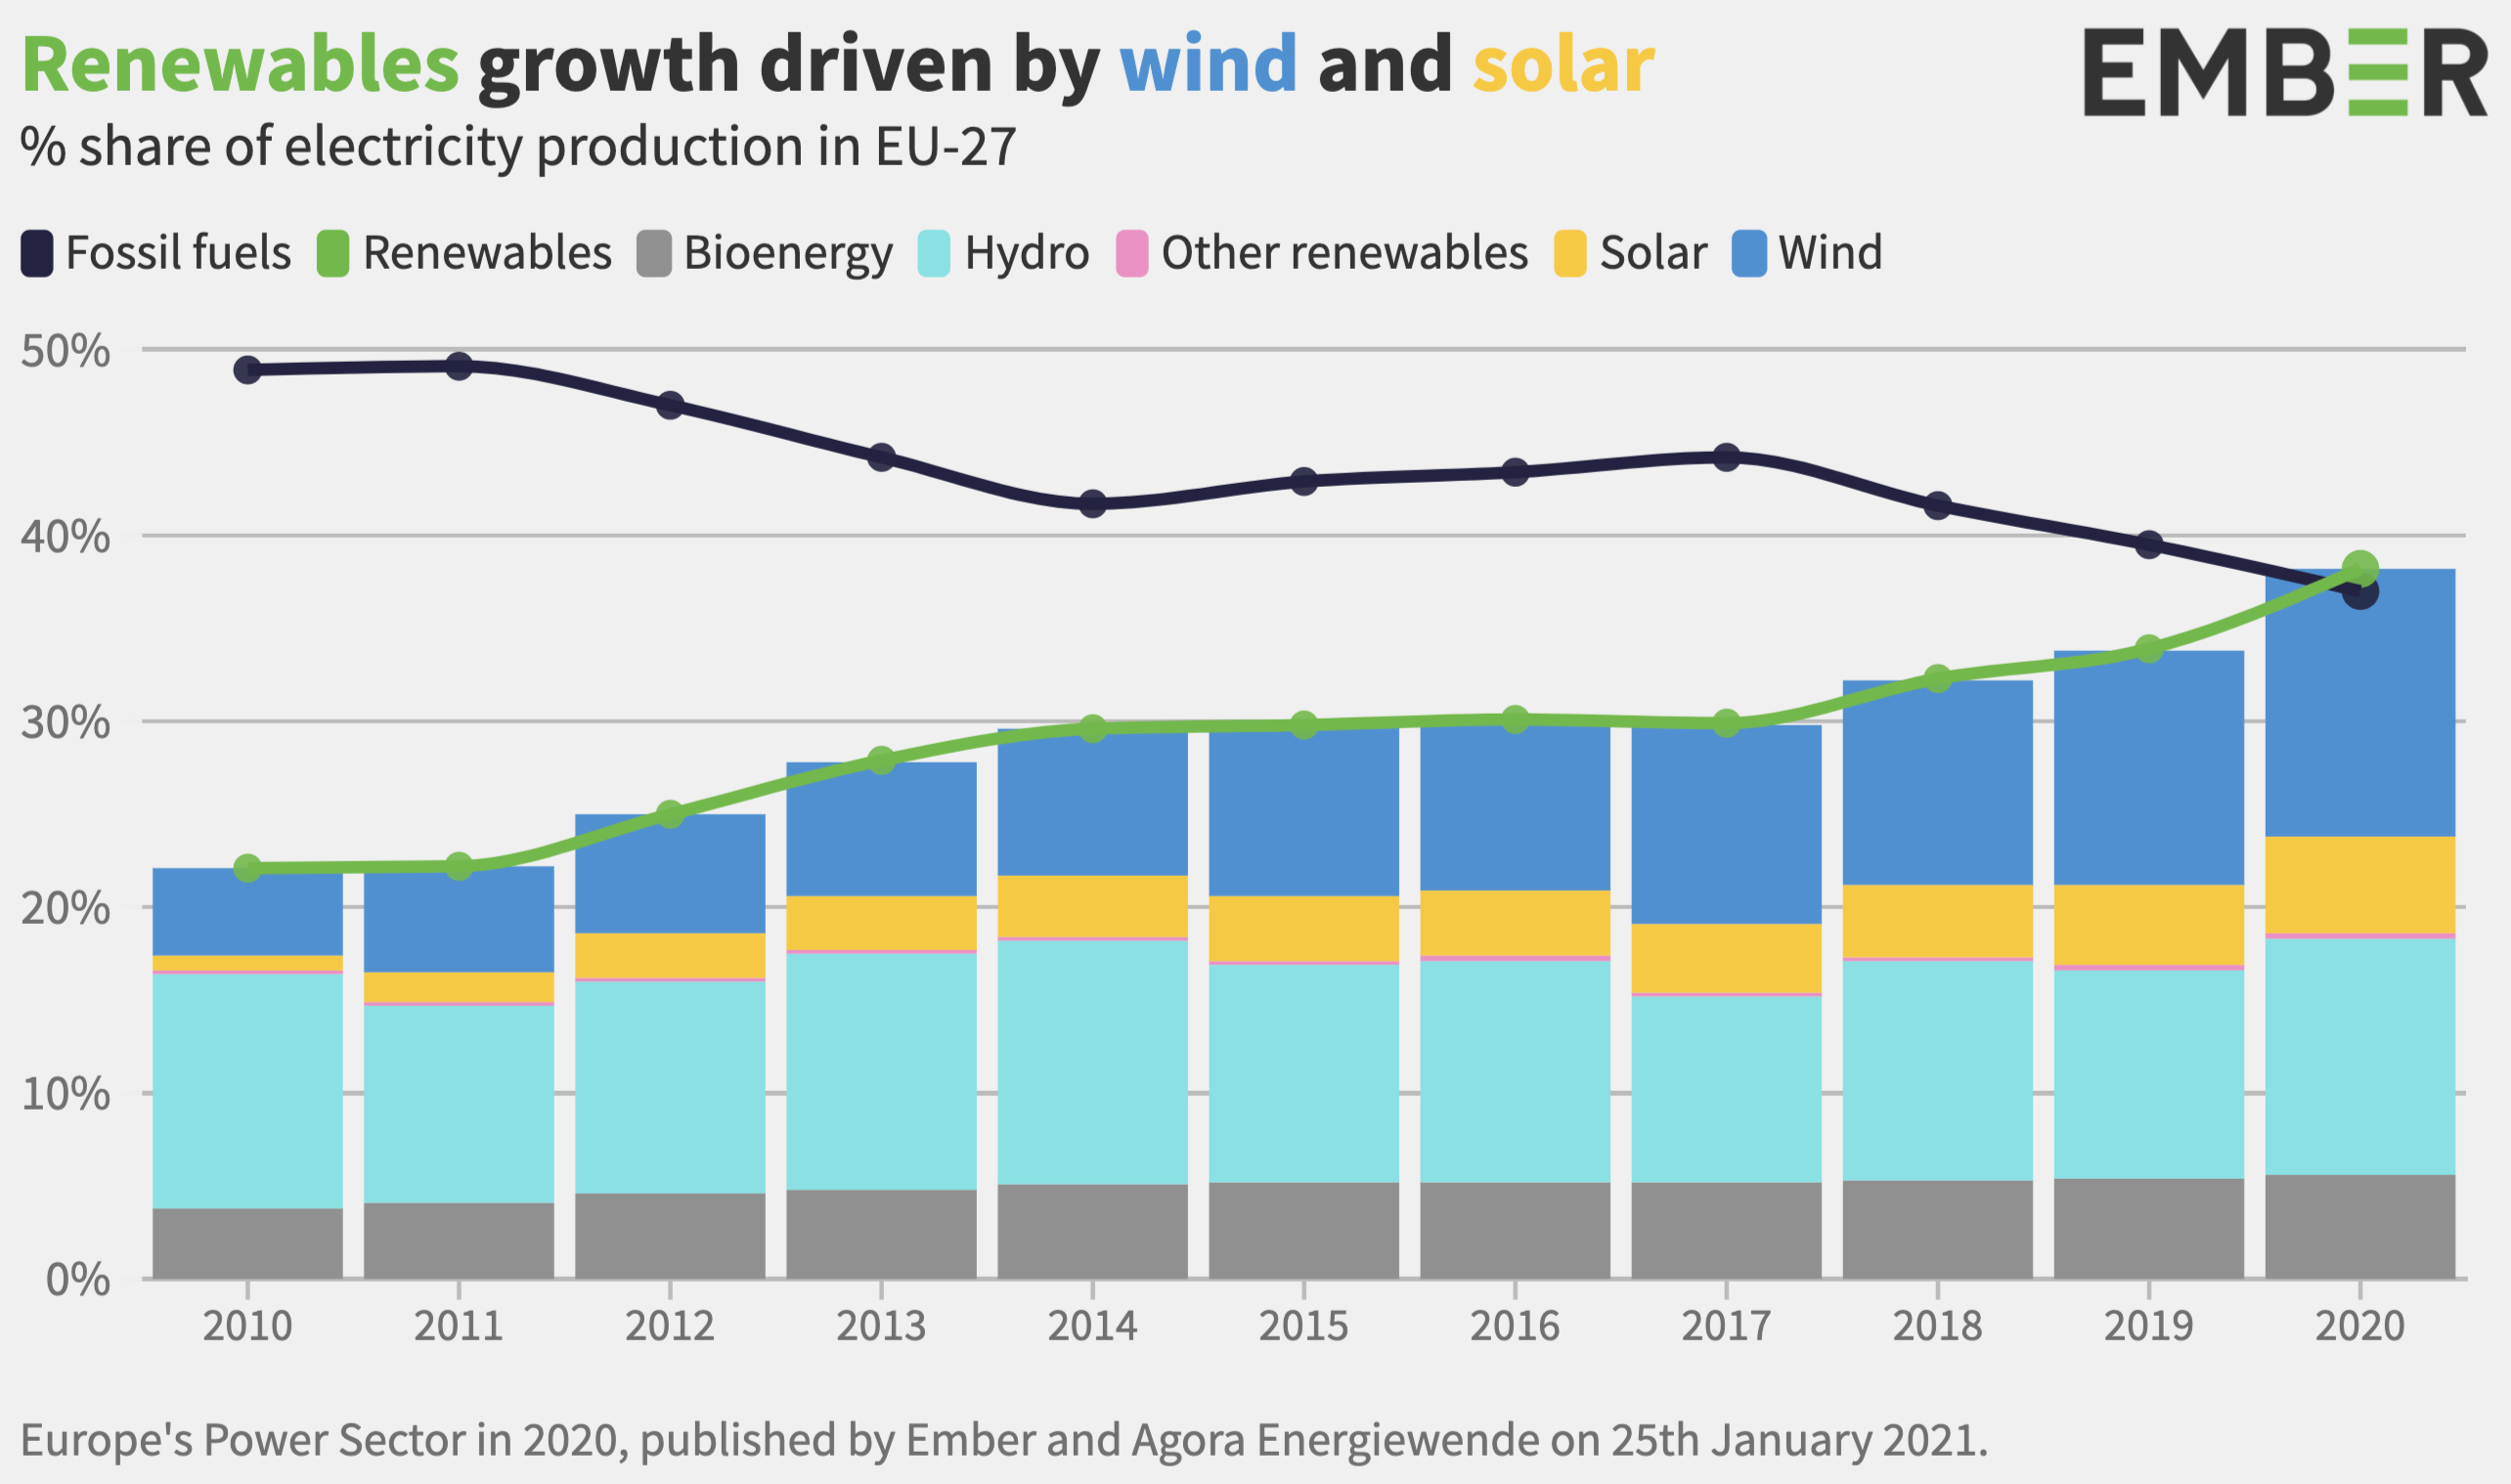 Renewables growth driven by wind and solar
EMBER
% share of electricity production in EU-27
Fossil fuels Renewables Bioenergy Hydro Other renewables Solar Wind
50%
40%
30%
20%
10%
0%
2010 2011 2012 2013 2014 2015 2016 2017 2018 2019 2020
Europe's Power Sector in 2020, published by Ember and Agora Energiewende on 25th January 2021.